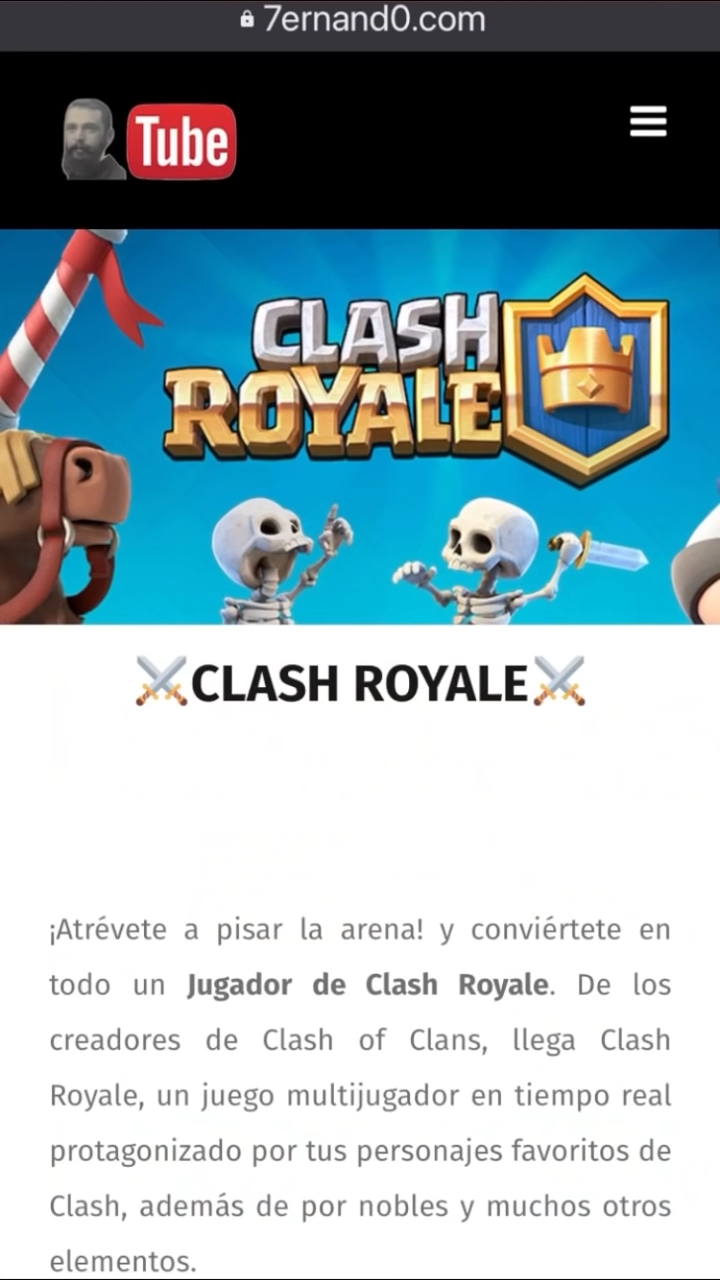 7ernand0.com
Tube
CLASH
ROYALE
⚔️CLASH ROYALE⚔️
¡Atrévete a pisar la arena! y conviértete en
todo un Jugador de Clash Royale. De los
creadores de Clash of Clans, llega Clash
Royale, un juego multijugador en tiempo real
protagonizado por tus personajes favoritos de
Clash, además de por nobles y muchos otros
elementos.